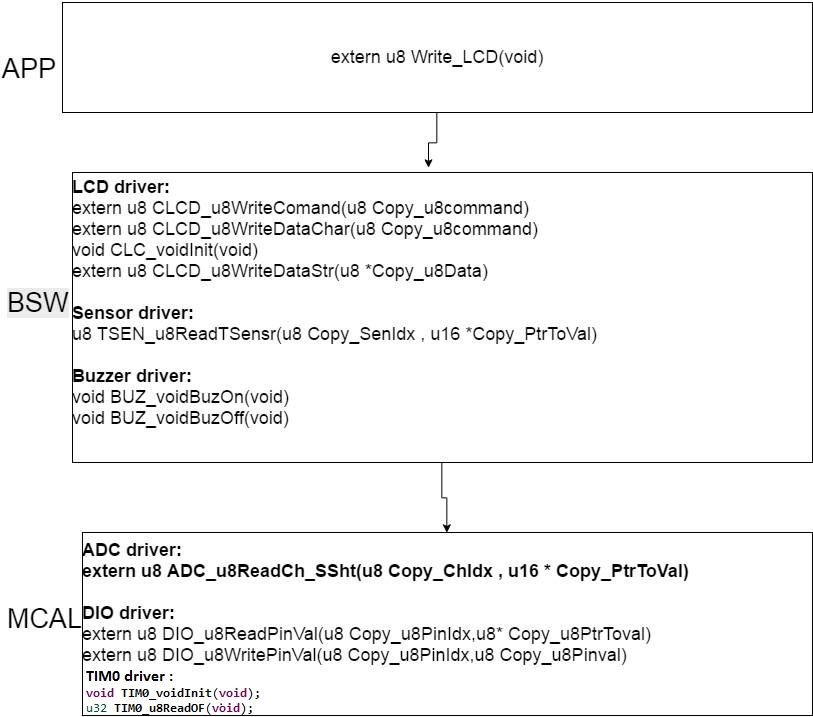 APP
extern u8 Write_LCD(void)
BSW
LCD driver:
extern u8 CLCD_u8WriteComand(u8 Copy_u8command)
extern u8 CLCD_u8WriteDataChar(u8 Copy_u8command)
void CLC_voidInit(void)
extern u8 CLCD_u8WriteDataStr(u8 *Copy_u8Data)
Sensor driver:
u8 TSEN_u8ReadTSensr(u8 Copy_SenIdx , u16 *Copy_PtrToVal)
Buzzer driver:
void BUZ_voidBuzOn(void)
void BUZ_voidBuzOff(void)
MCAL
ADC driver:
extern u8 ADC_u8ReadCh_SSht(u8 Copy_ChIdx , u16 * Copy_PtrToVal)
DIO driver:
extern u8 DIO_u8ReadPinVal(u8 Copy_u8PinIdx,u8* Copy_u8PtrToval)
extern u8 DIO_u8WritePinVal(u8 Copy_u8PinIdx,u8 Copy_u8Pinval)
TIM0 driver :
void TIM0_voidInit(void);
u32 TIM0_u8ReadOF(void);